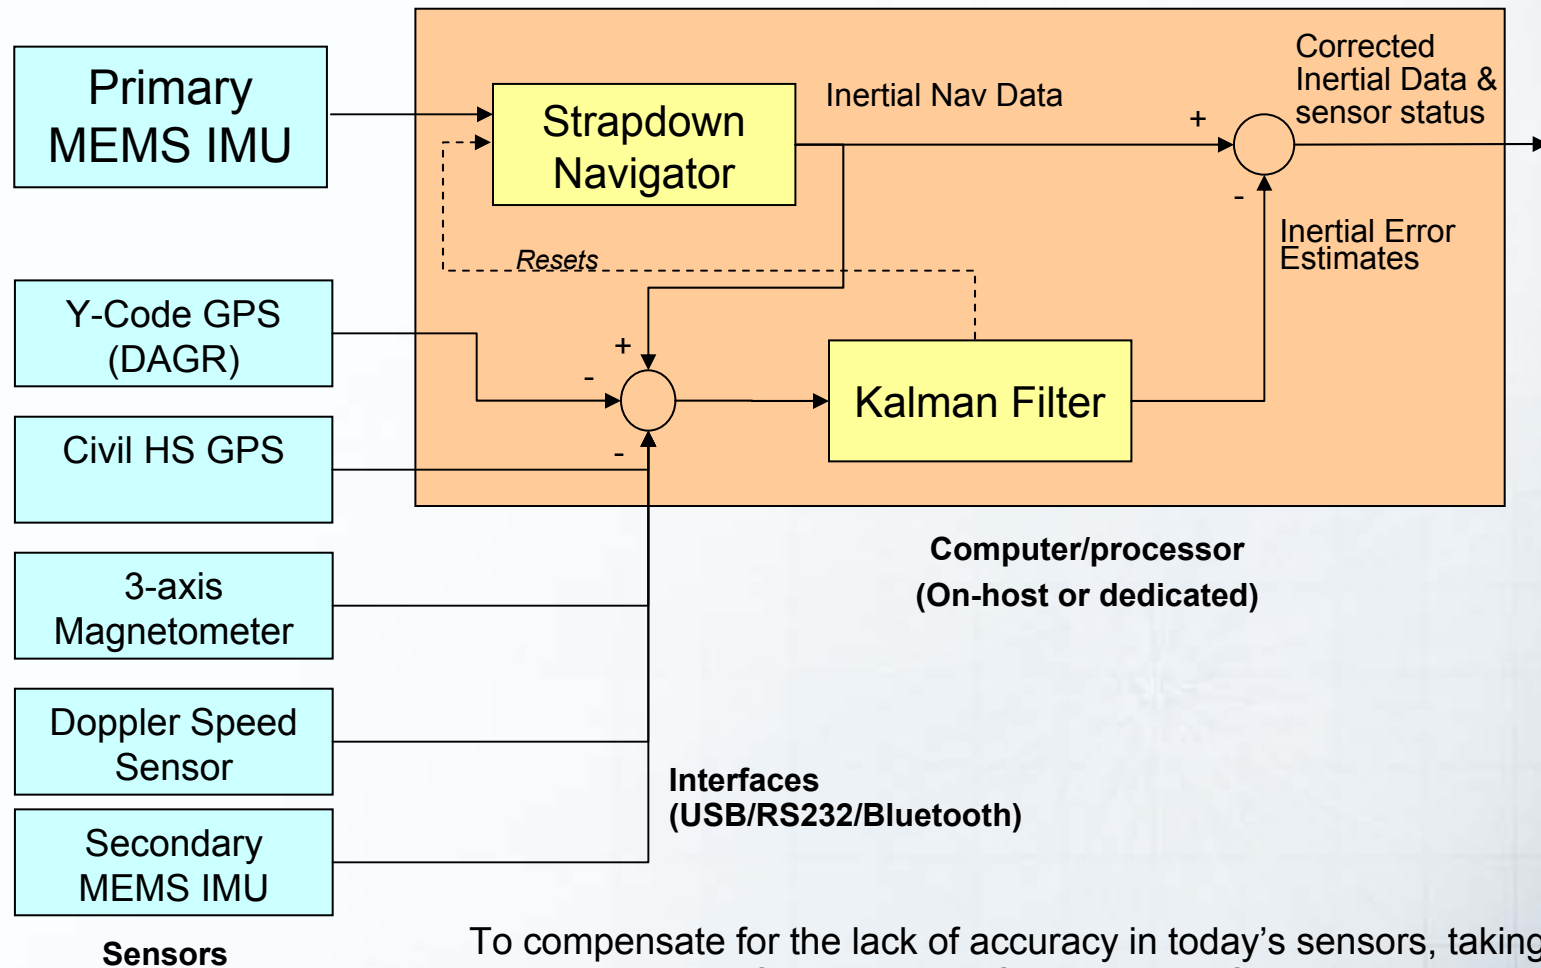 Primary
MEMS IMU
Y-Code GPS
(DAGR)
Civil HS GPS
3-axis
Magnetometer
Doppler Speed
Sensor
Secondary
MEMS IMU
Sensors
Strapdown
Navigator
Inertial Nav Data
Corrected
Inertial Data &
sensor status
+
-
Inertial Error
Estimates
Resets
+
-
-
Kalman Filter
Computer/processor
(On-host or dedicated)
Interfaces
(USB/RS232/Bluetooth)
To compensate for the lack of accuracy in today's sensors, taking